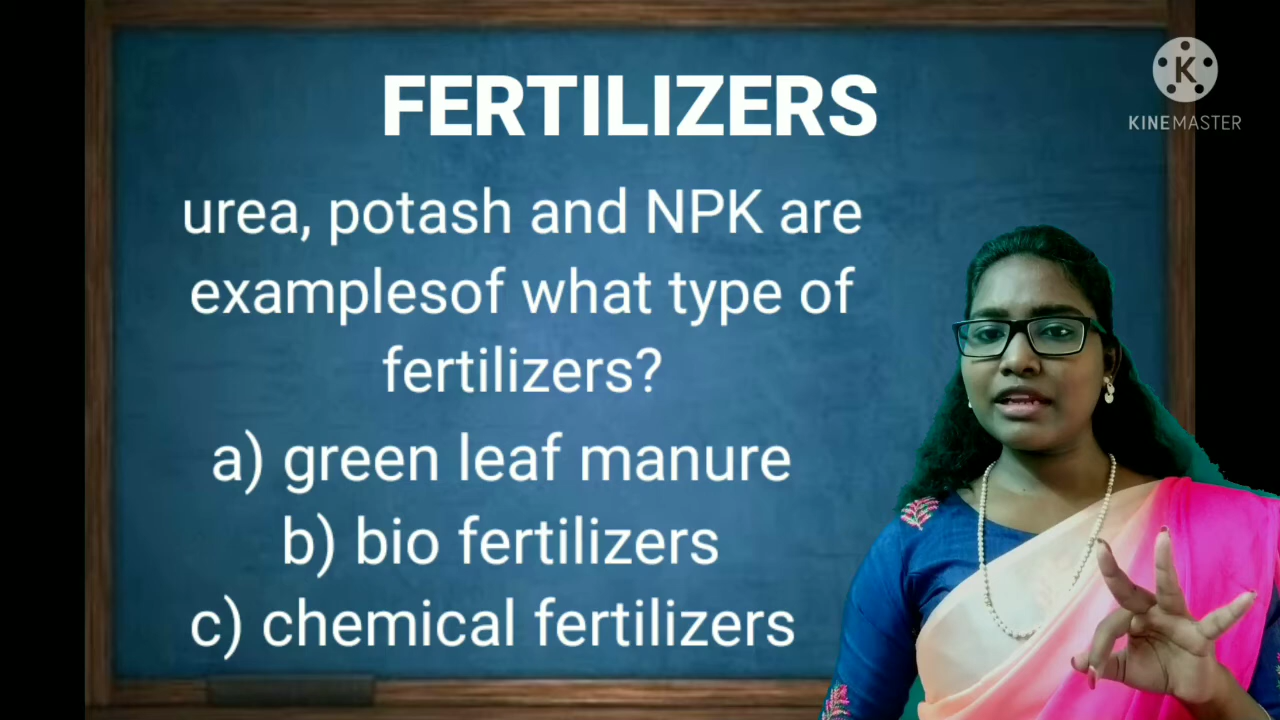 FERTILIZERS
K
KINEMASTER
urea, potash and NPK are
examplesof what type of
fertilizers?
a) green leaf manure
b) bio fertilizers
c) chemical fertilizers